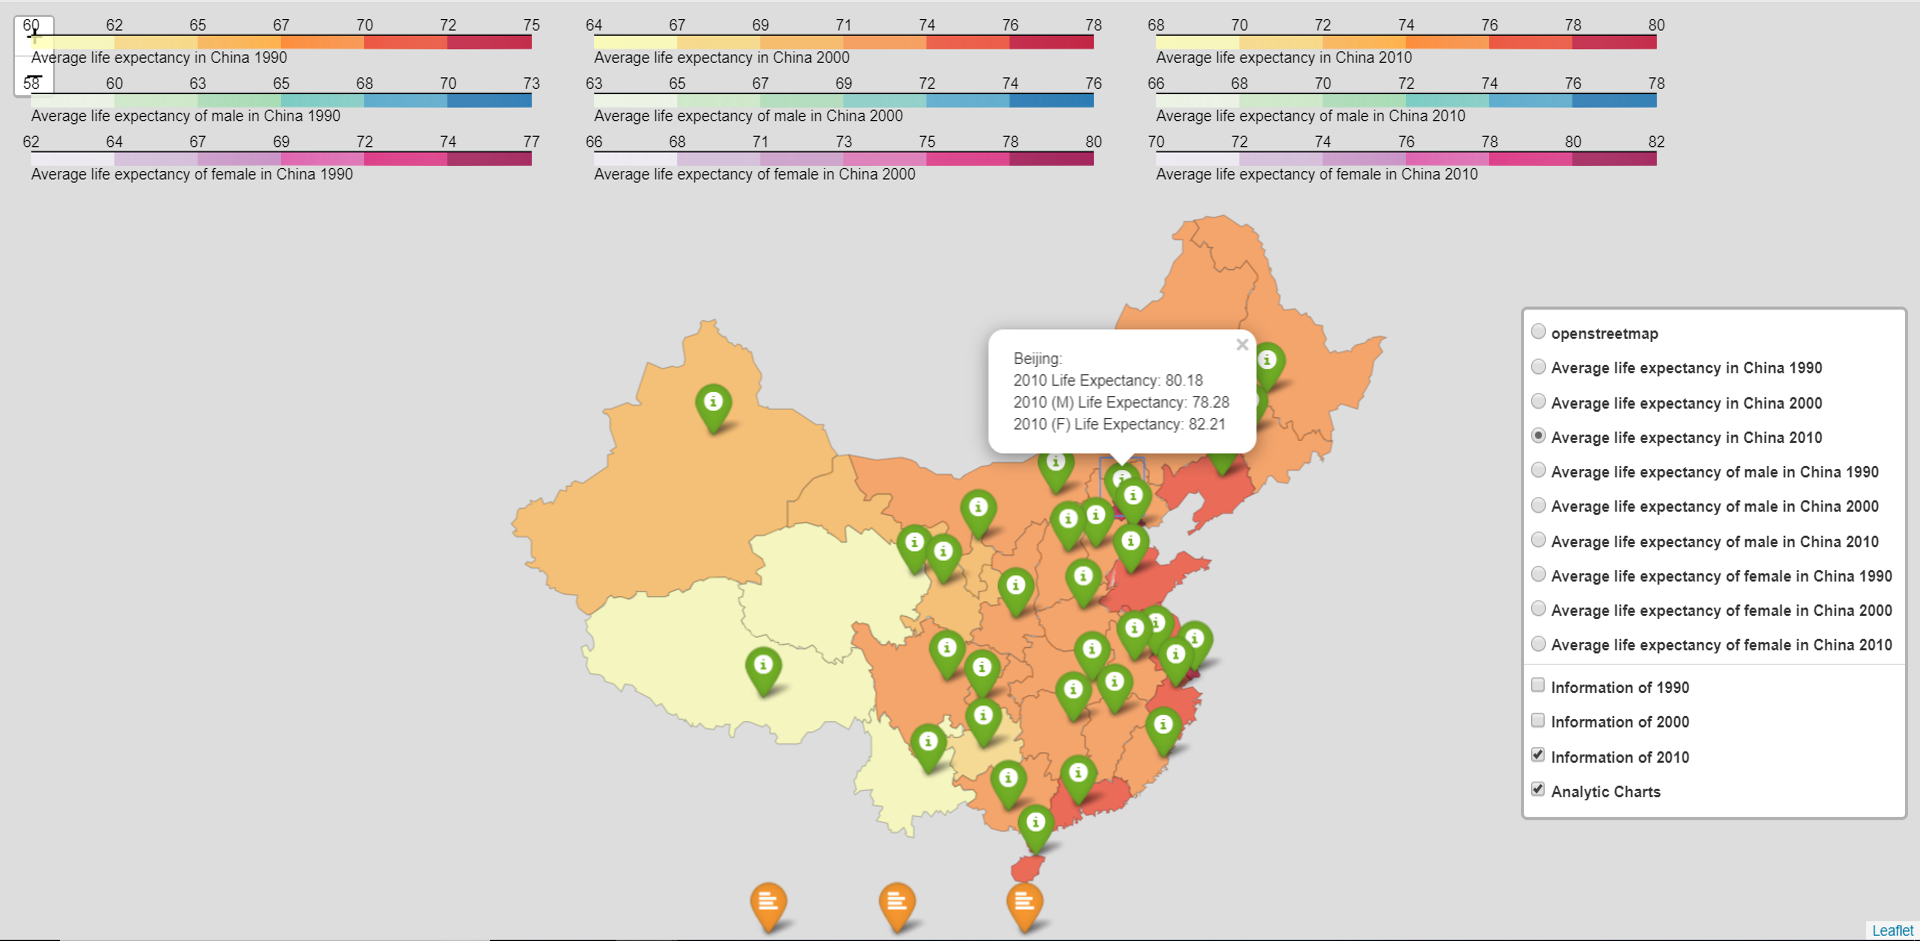 60 62 65 67 70 72 75
Average life expectancy in China 1990
64 67 69 71 74 76 78
Average life expectancy in China 2000
68 70 72 74 76 78 80
Average life expectancy in China 2010
58 60 63 65 68 70 73
Average life expectancy of male in China 1990
63 65 67 69 72 74 76
Average life expectancy of male in China 2000
66 68 70 72 74 76 78
Average life expectancy of male in China 2010
62 64 67 69 72 74 77
Average life expectancy of female in China 1990
66 68 71 73 75 78 80
Average life expectancy of female in China 2000
70 72 74 76 78 80 82
Average life expectancy of female in China 2010
Beijing:
2010 Life Expectancy: 80.18
2010 (M) Life Expectancy: 78.28
2010 (F) Life Expectancy: 82.21
openstreetmap
Average life expectancy in China 1990
Average life expectancy in China 2000
Average life expectancy in China 2010
Average life expectancy of male in China 1990
Average life expectancy of male in China 2000
Average life expectancy of male in China 2010
Average life expectancy of female in China 1990
Average life expectancy of female in China 2000
Average life expectancy of female in China 2010
Information of 1990
Information of 2000
Information of 2010
Analytic Charts
Leaflet